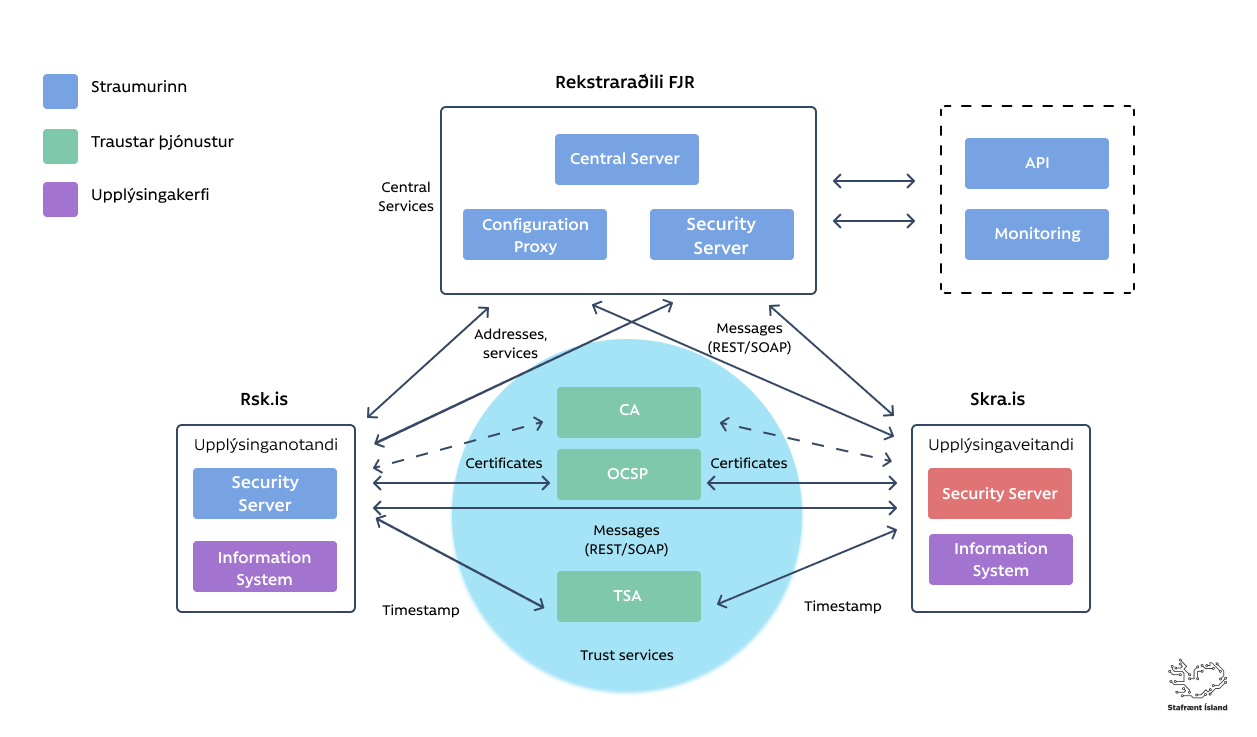 Straumurinn
Traustar þjónustur
Upplýsingakerfi
Rekstraraðili FJR
Central
Services
Central Server
Configuration
Proxy
Security
Server
API
Monitoring
Addresses,
services
Messages
(REST/SOAP)
Rsk.is
Upplýsinganotandi
Security
Server
Information
System
CA
OCSP
Certificates
Certificates
Messages
(REST/SOAP)
TSA
Trust services
Timestamp
Timestamp
Skra.is
Upplýsingaveitandi
Security Server
Information
System
Stafrænt Ísland